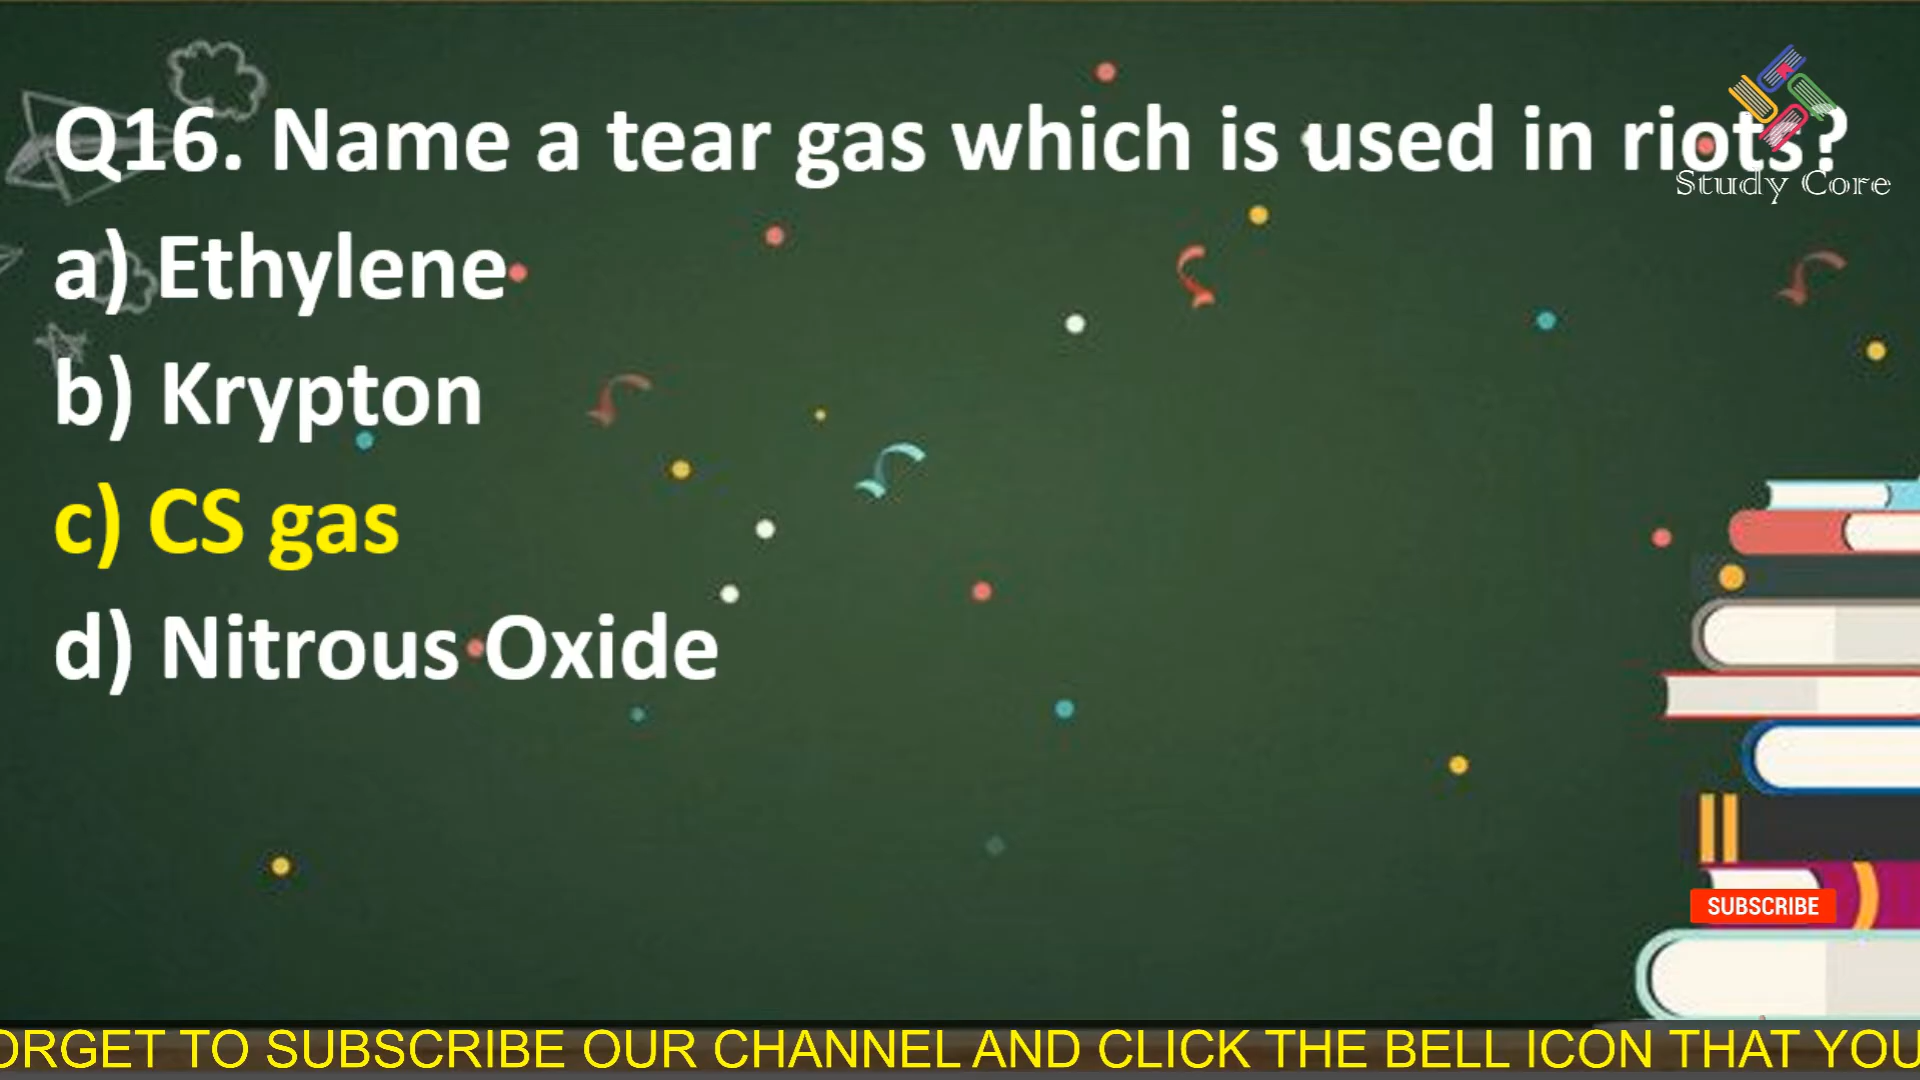 Q16. Name a tear gas which is used in riots?
Study Core
a) Ethylene
b) Krypton
c) CS gas
d) Nitrous Oxide
SUBSCRIBE
ORGET TO SUBSCRIBE OUR CHANNEL AND CLICK THE BELL ICON THAT YOU